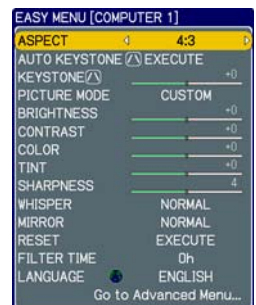 EASY MENU [COMPUTER 1]
ASPECT 4:3
AUTO KEYSTONE EXECUTE
KEYSTONE +0
PICTURE MODE CUSTOM
BRIGHTNESS +0
CONTRAST +0
COLOR +0
TINT +0
SHARPNESS 4
WHISPER NORMAL
MIRROR NORMAL
RESET EXECUTE
FILTER TIME 0h
LANGUAGE ENGLISH
Go to Advanced Menu...